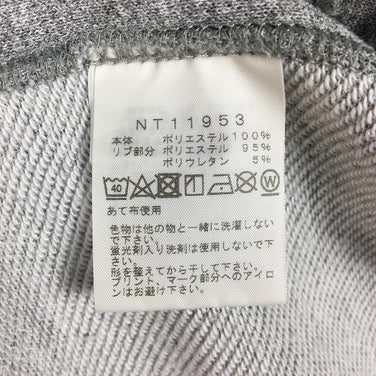 NT11953
本体 ポリエステル 100%
リブ部分 ポリエステル 95%
ポリウレタン 5%
40 W
あて布使用
色物は他の物と一緒に洗濯しない
で下さい。
蛍光剤入り洗剤は使用しないで
下さい。
形を整えてから干して下さい。
プリント、マーク部分へのアイロ
ンはお避け下さい。